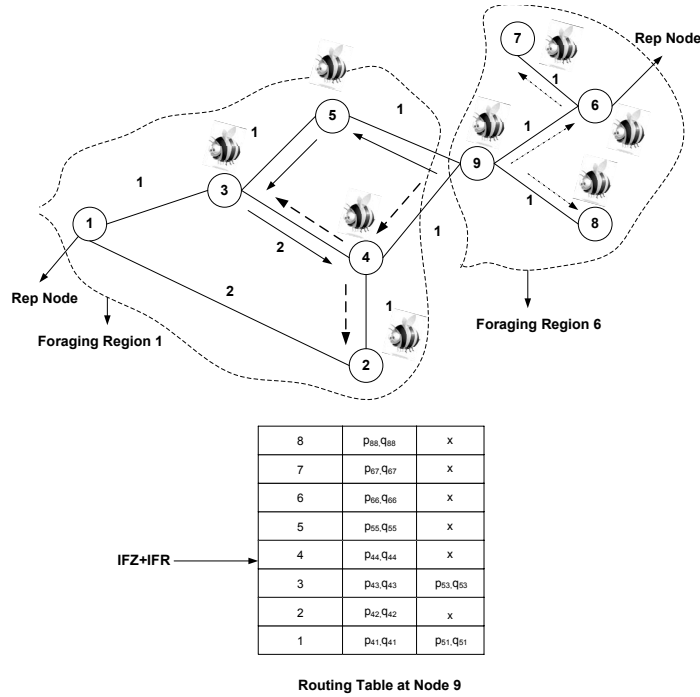 7
Rep Node
1
6
5
1
1
1
9
3
1
1
8
1
4
1
2
1
Rep Node
2
1
Foraging Region 6
Foraging Region 1
2
8 p88,q88 x
7 p67,q67 x
6 p66,q66 x
5 p55,q55 x
4 p44,q44 x
IFZ+IFR
3 p43,q43 p53,q53
2 p42,q42 x
1 p41,q41 p51,q51
Routing Table at Node 9